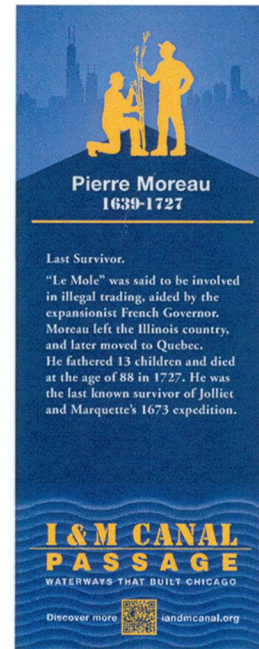 Pierre Moreau
1639-1727
Last Survivor.
“Le Mole” was said to be involved
in illegal trading, aided by the
expansionist French Governor.
Moreau left the Illinois country,
and later moved to Quebec.
He fathered 13 children and died
at the age of 88 in 1727. He was
the last known survivor of Jolliet
and Marquette’s 1673 expedition.
I & M CANAL
PASSAGE
WATERWAYS THAT BUILT CHICAGO
Discover more
iandmcanal.org